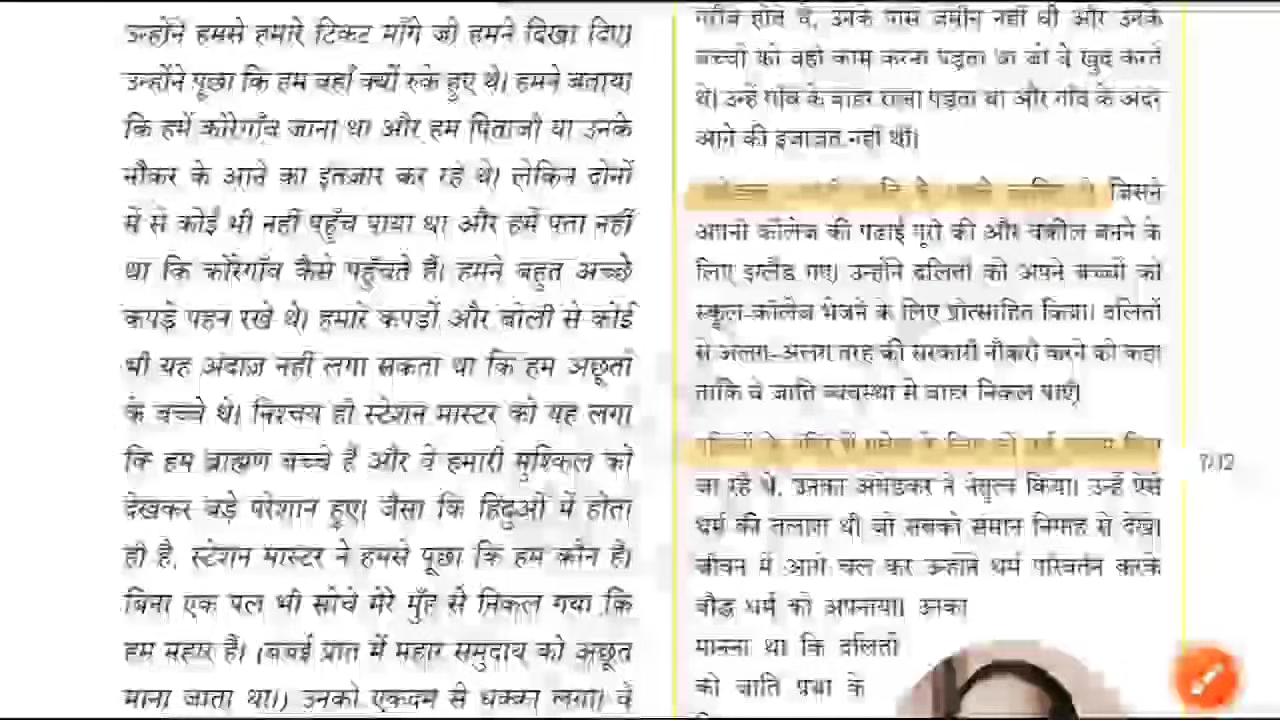 उन्होंने हमसे हमारे टिकट माँगे जो हमने दिखा दिए।
उन्होंने पूछा कि हम वहाँ क्यों रुके हुए थे। हमने बताया
कि हमें कोरेगाँव जाना था और हम पिताजी या उनके
नौकर के आने का इंतज़ार कर रहे थे। लेकिन दोनों
में से कोई भी नहीं पहुँच पाया था और हमें पता नहीं
था कि कोरेगाँव कैसे पहुँचते हैं। हमने बहुत अच्छे
कपड़े पहन रखे थे। हमारे कपड़ों और बोली से कोई
भी यह अंदाज़ नहीं लगा सकता था कि हम अछूतों
के बच्चे थे। निश्चय ही स्टेशन मास्टर को यह लगा
कि हम ब्राह्मण बच्चे हैं और वे हमारी मुश्किल को
देखकर बड़े परेशान हुए। जैसा कि हिंदुओं में होता
ही है, स्टेशन मास्टर ने हमसे पूछा कि हम कौन हैं।
बिना एक पल भी सोचे मेरे मुँह से निकल गया कि
हम महार हैं। (बंबई प्रांत में महार समुदाय को अछूत
माना जाता था।) उनको एकदम से धक्का लगा। वे
गरीब होते थे, उनके पास ज़मीन नहीं थी और उनके
बच्चों को वही काम करना पड़ता था जो वे खुद करते
थे। उन्हें गाँव के बाहर रहना पड़ता था और गाँव के अंदर
आने की इजाज़त नहीं थी।
जिसने
अपनी कॉलेज की पढ़ाई पूरी की और वकील बनने के
लिए इंग्लैंड गए। उन्होंने दलितों को अपने बच्चों को
स्कूल-कॉलेज भेजने के लिए प्रोत्साहित किया। दलितों
से अलग-अलग तरह की सरकारी नौकरी करने को कहा
ताकि वे जाति व्यवस्था से बाहर निकल पाएँ।
जा रहे थे, उनका अंबेडकर ने नेतृत्व किया। उन्हें ऐसे
धर्म की तलाश थी जो सबको समान निगाह से देखे।
जीवन में आगे चल कर उन्होंने धर्म परिवर्तन करके
बौद्ध धर्म को अपनाया। उनका
मानना था कि दलितों
को जाति प्रथा के